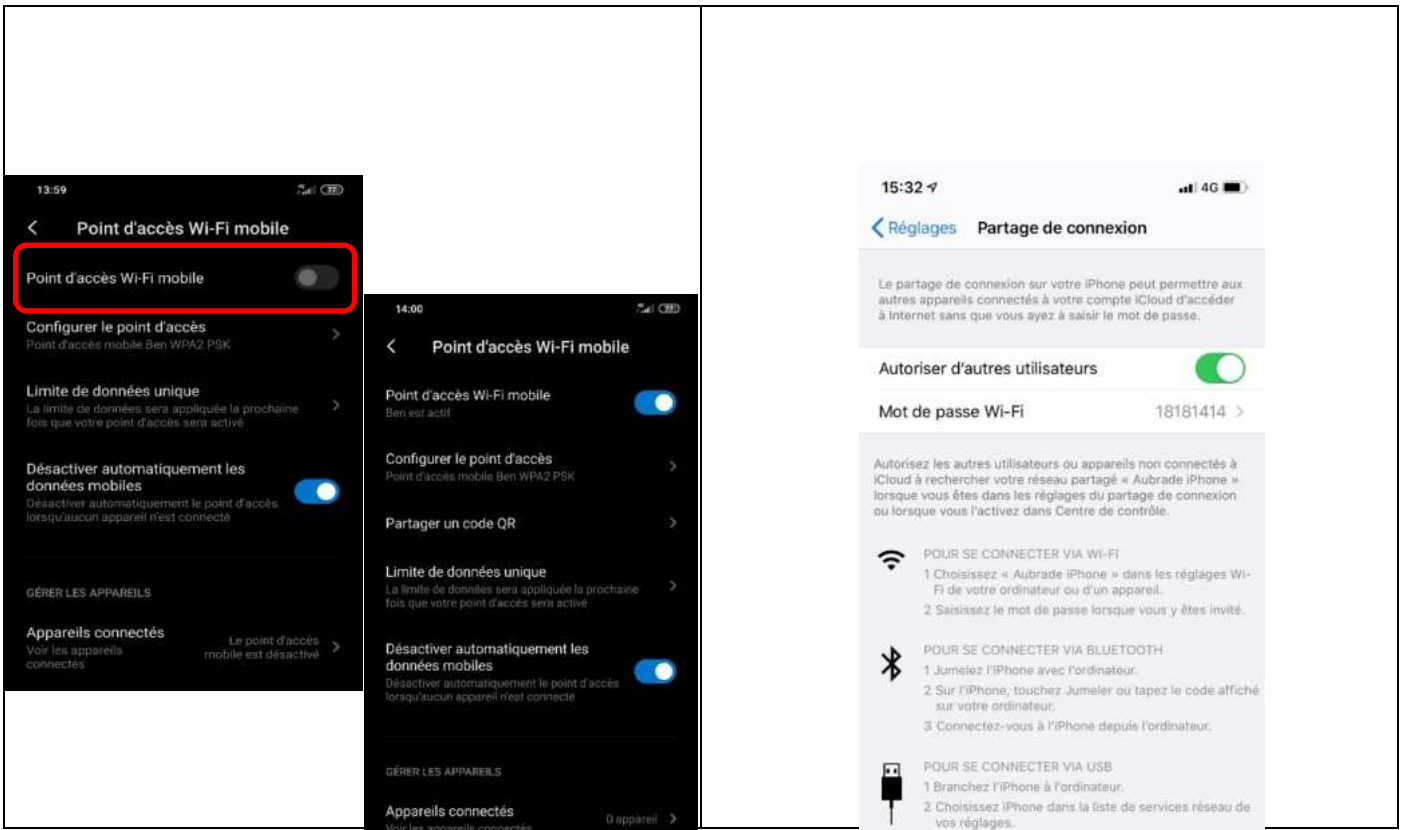 13:59
Point d'accès Wi-Fi mobile
Point d'accès Wi-Fi mobile
Configurer le point d'accès
Point d'accès mobile Ben WPA2 PSK
Limite de données unique
La limite de données sera appliquée la prochaine
fois que votre point d'accès sera activé
Désactiver automatiquement les
données mobiles
Désactiver automatiquement le point d'accès
lorsqu'aucun appareil n'est connecté
GÉRER LES APPAREILS
Appareils connectés
Voir les appareils
connectés
Le point d'accès
mobile est désactivé
14:00
Point d'accès Wi-Fi mobile
Point d'accès Wi-Fi mobile
Ben est actif
Configurer le point d'accès
Point d'accès mobile Ben WPA2 PSK
Partager un code QR
Limite de données unique
La limite de données sera appliquée la prochaine
fois que votre point d'accès sera activé
Désactiver automatiquement les
données mobiles
Désactiver automatiquement le point d'accès
lorsqu'aucun appareil n'est connecté
GÉRER LES APPAREILS
Appareils connectés
0 appareil
Voir les appareils connectés
15:32
4G
Réglages Partage de connexion
Le partage de connexion sur votre iPhone peut permettre aux
autres appareils connectés à votre compte iCloud d'accéder
à Internet sans que vous ayez à saisir le mot de passe.
Autoriser d'autres utilisateurs
Mot de passe Wi-Fi 18181414
Autorisez les autres utilisateurs ou appareils non connectés à
iCloud à rechercher votre réseau partagé « Aubrade iPhone »
lorsque vous êtes dans les réglages du partage de connexion
ou lorsque vous l'activez dans Centre de contrôle.
POUR SE CONNECTER VIA WI-FI
1 Choisissez « Aubrade iPhone » dans les réglages Wi-
Fi de votre ordinateur ou d'un appareil.
2 Saisissez le mot de passe lorsque vous y êtes invité.
POUR SE CONNECTER VIA BLUETOOTH
1 Jumelez l'iPhone avec l'ordinateur.
2 Sur l'iPhone, touchez Jumeler ou tapez le code affiché
sur votre ordinateur.
3 Connectez-vous à l'iPhone depuis l'ordinateur.
POUR SE CONNECTER VIA USB
1 Branchez l'iPhone à l'ordinateur.
2 Choisissez iPhone dans la liste de services réseau de
vos réglages.